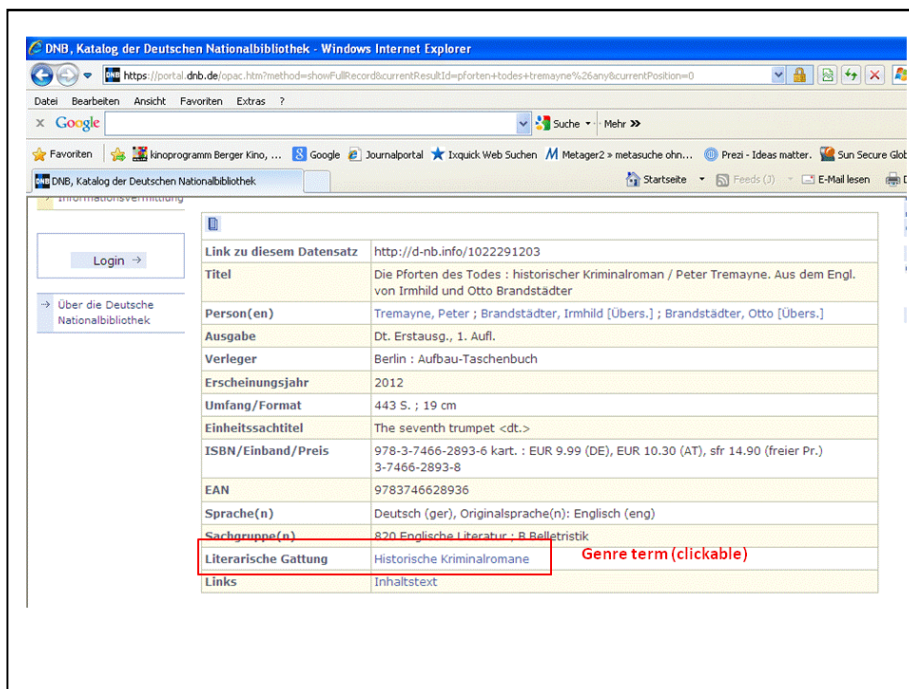 DNB, Katalog der Deutschen Nationalbibliothek - Windows Internet Explorer
https://portal.dnb.de/opac.htm?method=showFullRecord&currentResultId=pforten+todes+tremayne%26any&currentPosition=0
Datei Bearbeiten Ansicht Favoriten Extras ?
x Google Suche Mehr >>
Favoriten kinoprogramm Berger Kino, ... Google Journalportal Ixquick Web Suchen Metager2 » metasuche ohn... Prezi - Ideas matter. Sun Secure Glob
DNB, Katalog der Deutschen Nationalbibliothek Startseite Feeds (J) E-Mail lesen
Informationsvermittlung
Login →
→ Über die Deutsche
Nationalbibliothek
Link zu diesem Datensatz http://d-nb.info/1022291203
Titel Die Pforten des Todes : historischer Kriminalroman / Peter Tremayne. Aus dem Engl.
von Irmhild und Otto Brandstädter
Person(en) Tremayne, Peter ; Brandstädter, Irmhild [Übers.] ; Brandstädter, Otto [Übers.]
Ausgabe Dt. Erstausg., 1. Aufl.
Verleger Berlin : Aufbau-Taschenbuch
Erscheinungsjahr 2012
Umfang/Format 443 S. ; 19 cm
Einheitssachtitel The seventh trumpet <dt.>
ISBN/Einband/Preis 978-3-7466-2893-6 kart. : EUR 9.99 (DE), EUR 10.30 (AT), sfr 14.90 (freier Pr.)
3-7466-2893-8
EAN 9783746628936
Sprache(n) Deutsch (ger), Originalsprache(n): Englisch (eng)
Sachgruppe(n) 820 Englische Literatur ; B Belletristik
Literarische Gattung Historische Kriminalromane Genre term (clickable)
Links Inhaltstext